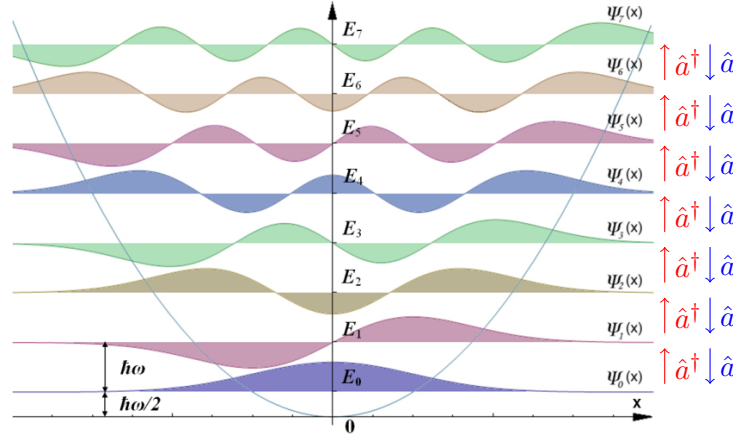 E₇ Ψ₇(x)
↑ â† ↓ â
E₆ Ψ₆(x)
↑ â† ↓ â
E₅ Ψ₅(x)
↑ â† ↓ â
E₄ Ψ₄(x)
↑ â† ↓ â
E₃ Ψ₃(x)
↑ â† ↓ â
E₂ Ψ₂(x)
↑ â† ↓ â
E₁ Ψ₁(x)
ħω ↑ â† ↓ â
E₀ Ψ₀(x)
ħω/2 x
0